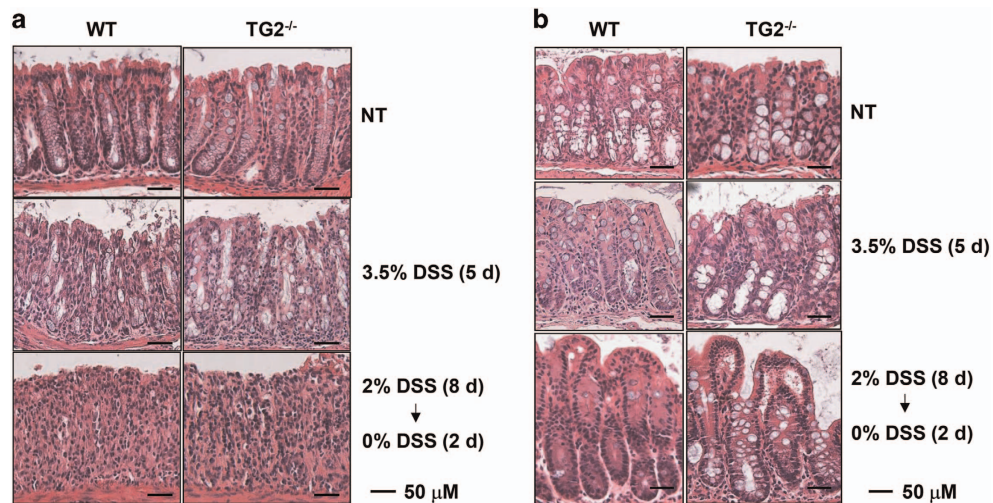 a
WT
TG2-/-
NT
3.5% DSS (5 d)
2% DSS (8 d)
↓
0% DSS (2 d)
— 50 µM
b
WT
TG2-/-
NT
3.5% DSS (5 d)
2% DSS (8 d)
↓
0% DSS (2 d)
— 50 µM